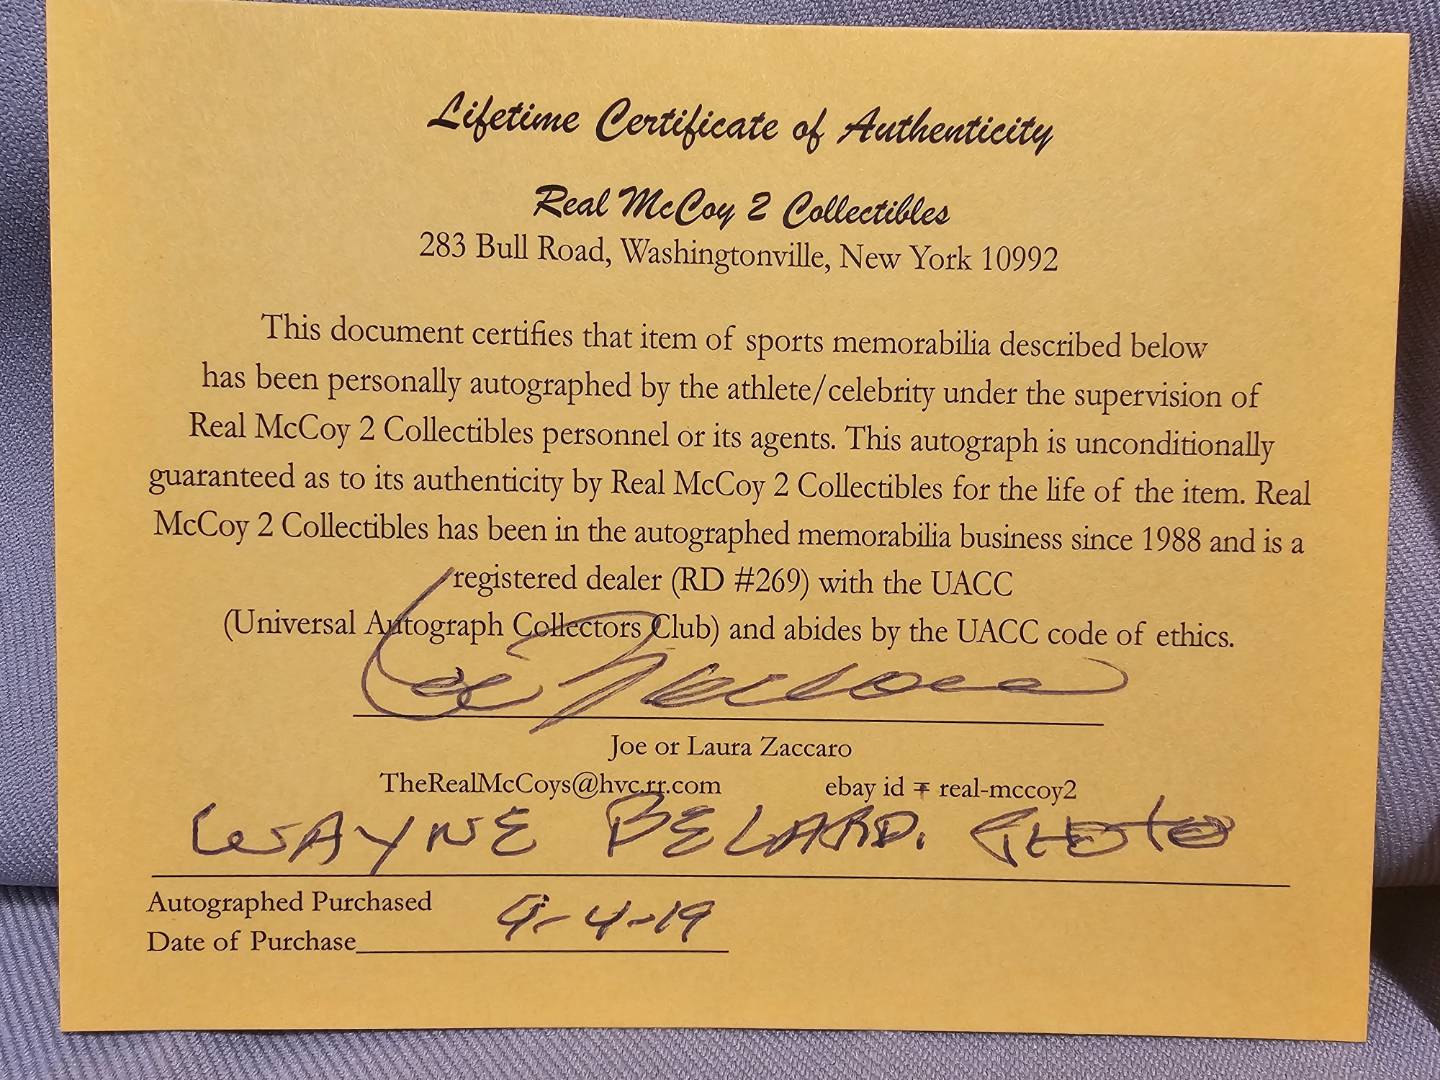 Lifetime Certificate of Authenticity
Real McCoy 2 Collectibles
283 Bull Road, Washingtonville, New York 10992
This document certifies that item of sports memorabilia described below
has been personally autographed by the athlete/celebrity under the supervision of
Real McCoy 2 Collectibles personnel or its agents. This autograph is unconditionally
guaranteed as to its authenticity by Real McCoy 2 Collectibles for the life of the item. Real
McCoy 2 Collectibles has been in the autographed memorabilia business since 1988 and is a
registered dealer (RD #269) with the UACC
(Universal Autograph Collectors Club) and abides by the UACC code of ethics.
Joe or Laura Zaccaro
TheRealMcCoys@hvc.rr.com ebay id = real-mccoy2
WAYNE BELARD. PHOTO
Autographed Purchased
Date of Purchase 9-4-19